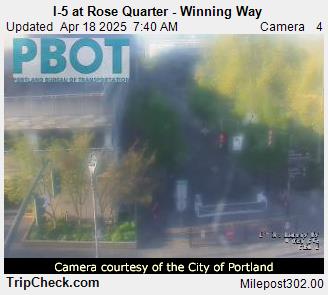 I-5 at Rose Quarter - Winning Way
Updated Apr 18 2025 7:40 AM Camera 4
PBOT
PORTLAND BUREAU OF TRANSPORTATION
Camera courtesy of the City of Portland
TripCheck.com Milepost302.00